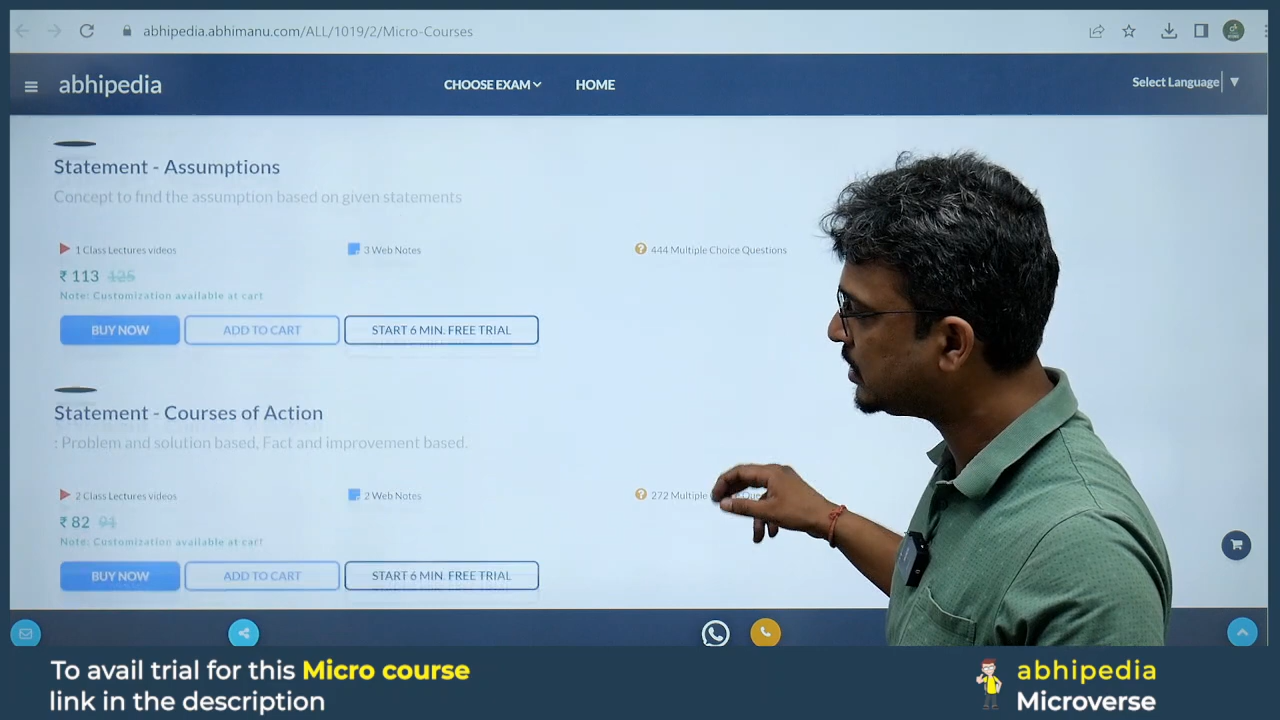 abhipedia.abhimanu.com/ALL/1019/2/Micro-Courses
abhipedia
CHOOSE EXAM
HOME
Select Language
Statement - Assumptions
Concept to find the assumption based on given statements
1 Class Lectures videos
3 Web Notes
444 Multiple Choice Questions
₹ 113 125
Note: Customization available at cart
BUY NOW
ADD TO CART
START 6 MIN. FREE TRIAL
Statement - Courses of Action
: Problem and solution based, Fact and improvement based.
2 Class Lectures videos
2 Web Notes
272 Multiple
₹ 82 91
Note: Customization available at cart
BUY NOW
ADD TO CART
START 6 MIN. FREE TRIAL
To avail trial for this Micro course
link in the description
abhipedia
Microverse